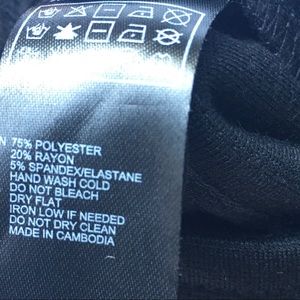 N 75% POLYESTER
20% RAYON
5% SPANDEX/ELASTANE
HAND WASH COLD
DO NOT BLEACH
DRY FLAT
IRON LOW IF NEEDED
DO NOT DRY CLEAN
MADE IN CAMBODIA